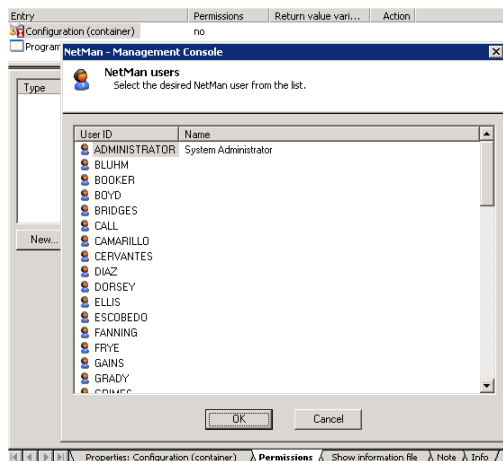 Entry Permissions Return value vari... Action
Configuration (container) no
Program
NetMan - Management Console
NetMan users
Select the desired NetMan user from the list.
Type
User ID Name
ADMINISTRATOR System Administrator
BLUHM
BOOKER
BOYD
BRIDGES
CALL
New...
CAMARILLO
CERVANTES
DIAZ
DORSEY
ELLIS
ESCOBEDO
FANNING
FRYE
GAINS
GRADY
GRIMES
OK Cancel
Properties: Configuration (container) Permissions Show information file Note Info